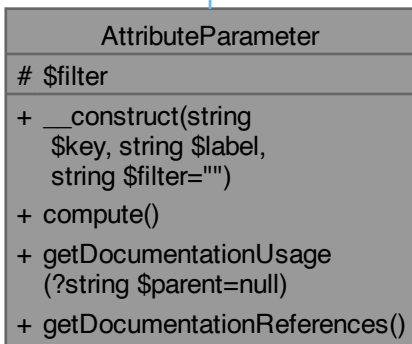 AttributeParameter
# $filter
+ __construct(string
$key, string $label,
string $filter="")
+ compute()
+ getDocumentationUsage
(?string $parent=null)
+ getDocumentationReferences()